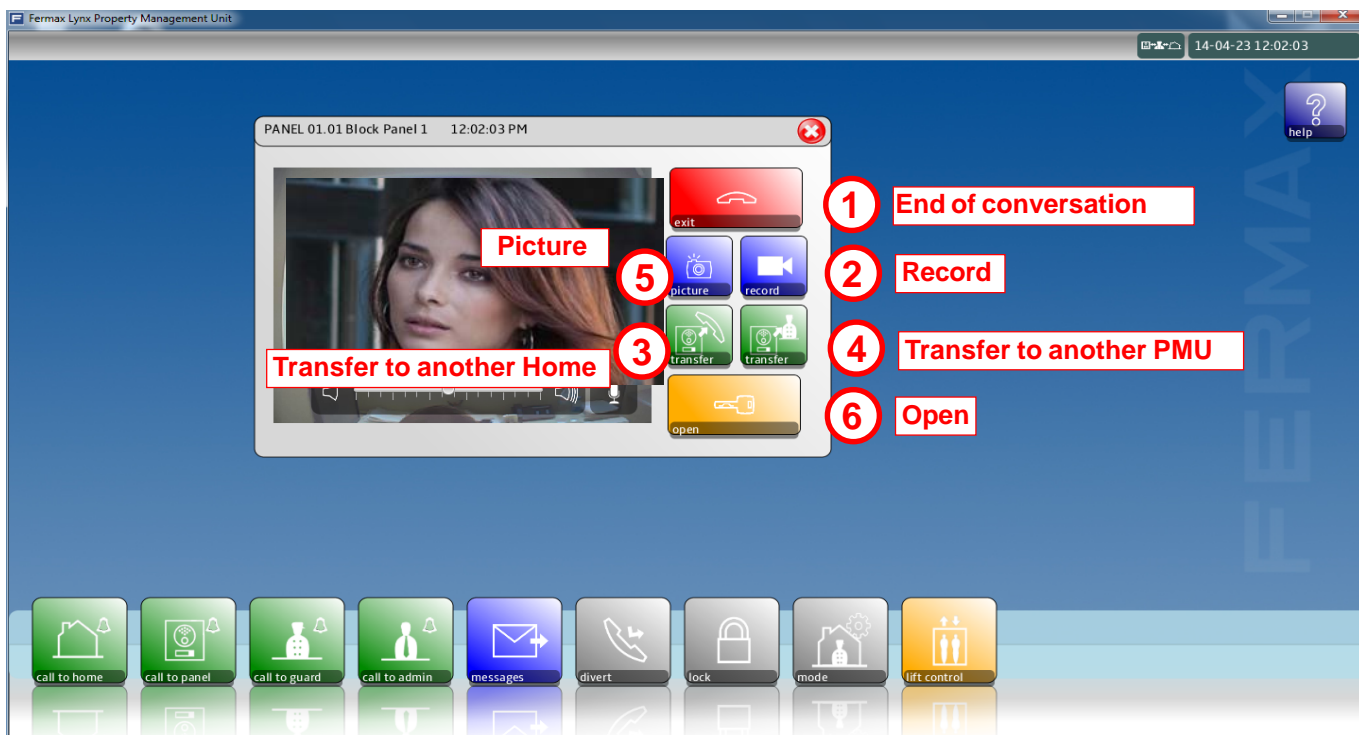 Fermax Lynx Property Management Unit
14-04-23 12:02:03
help
PANEL 01.01 Block Panel 1 12:02:03 PM
exit
1 End of conversation
Picture
5
picture
record
2 Record
Transfer to another Home
3
transfer
transfer
4 Transfer to another PMU
open
6 Open
FERMAX
call to home
call to panel
call to guard
call to admin
messages
divert
lock
mode
lift control